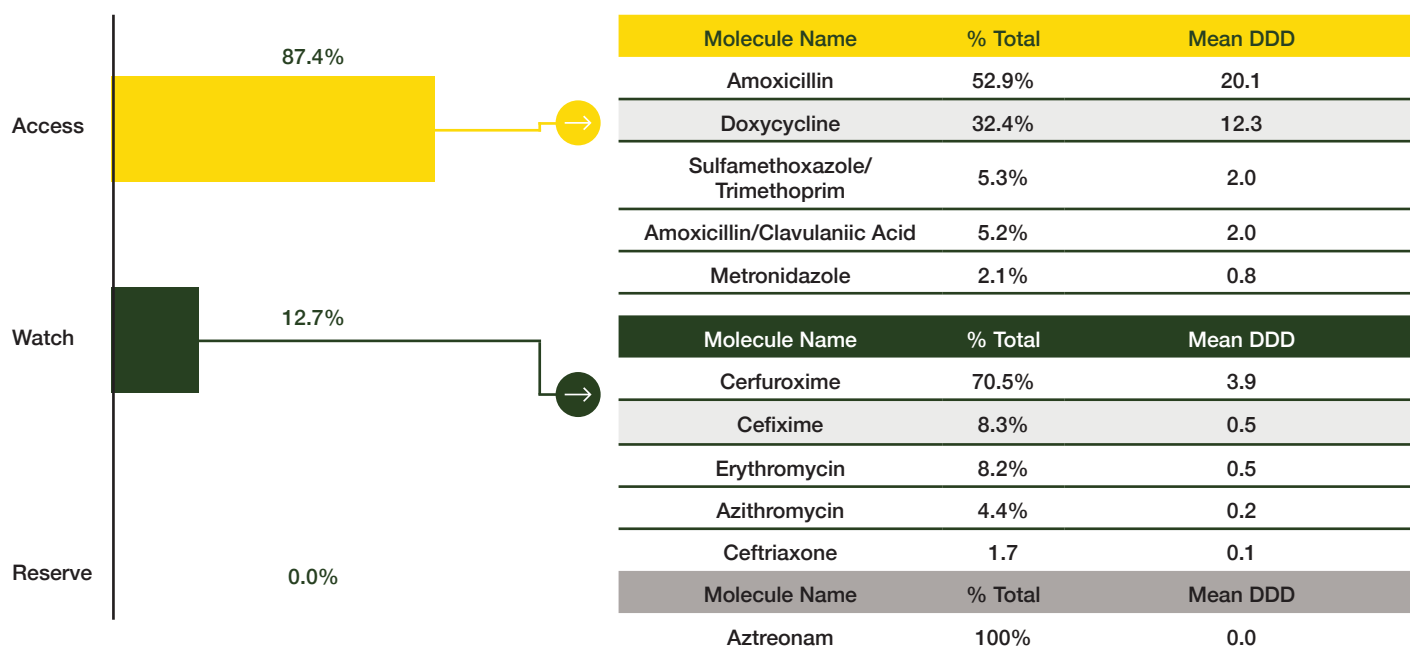 87.4%
Access
Molecule Name % Total Mean DDD
Amoxicillin 52.9% 20.1
Doxycycline 32.4% 12.3
Sulfamethoxazole/
Trimethoprim 5.3% 2.0
Amoxicillin/Clavulaniic Acid 5.2% 2.0
Metronidazole 2.1% 0.8
12.7%
Watch
Molecule Name % Total Mean DDD
Cerfuroxime 70.5% 3.9
Cefixime 8.3% 0.5
Erythromycin 8.2% 0.5
Azithromycin 4.4% 0.2
Ceftriaxone 1.7 0.1
Reserve 0.0%
Molecule Name % Total Mean DDD
Aztreonam 100% 0.0